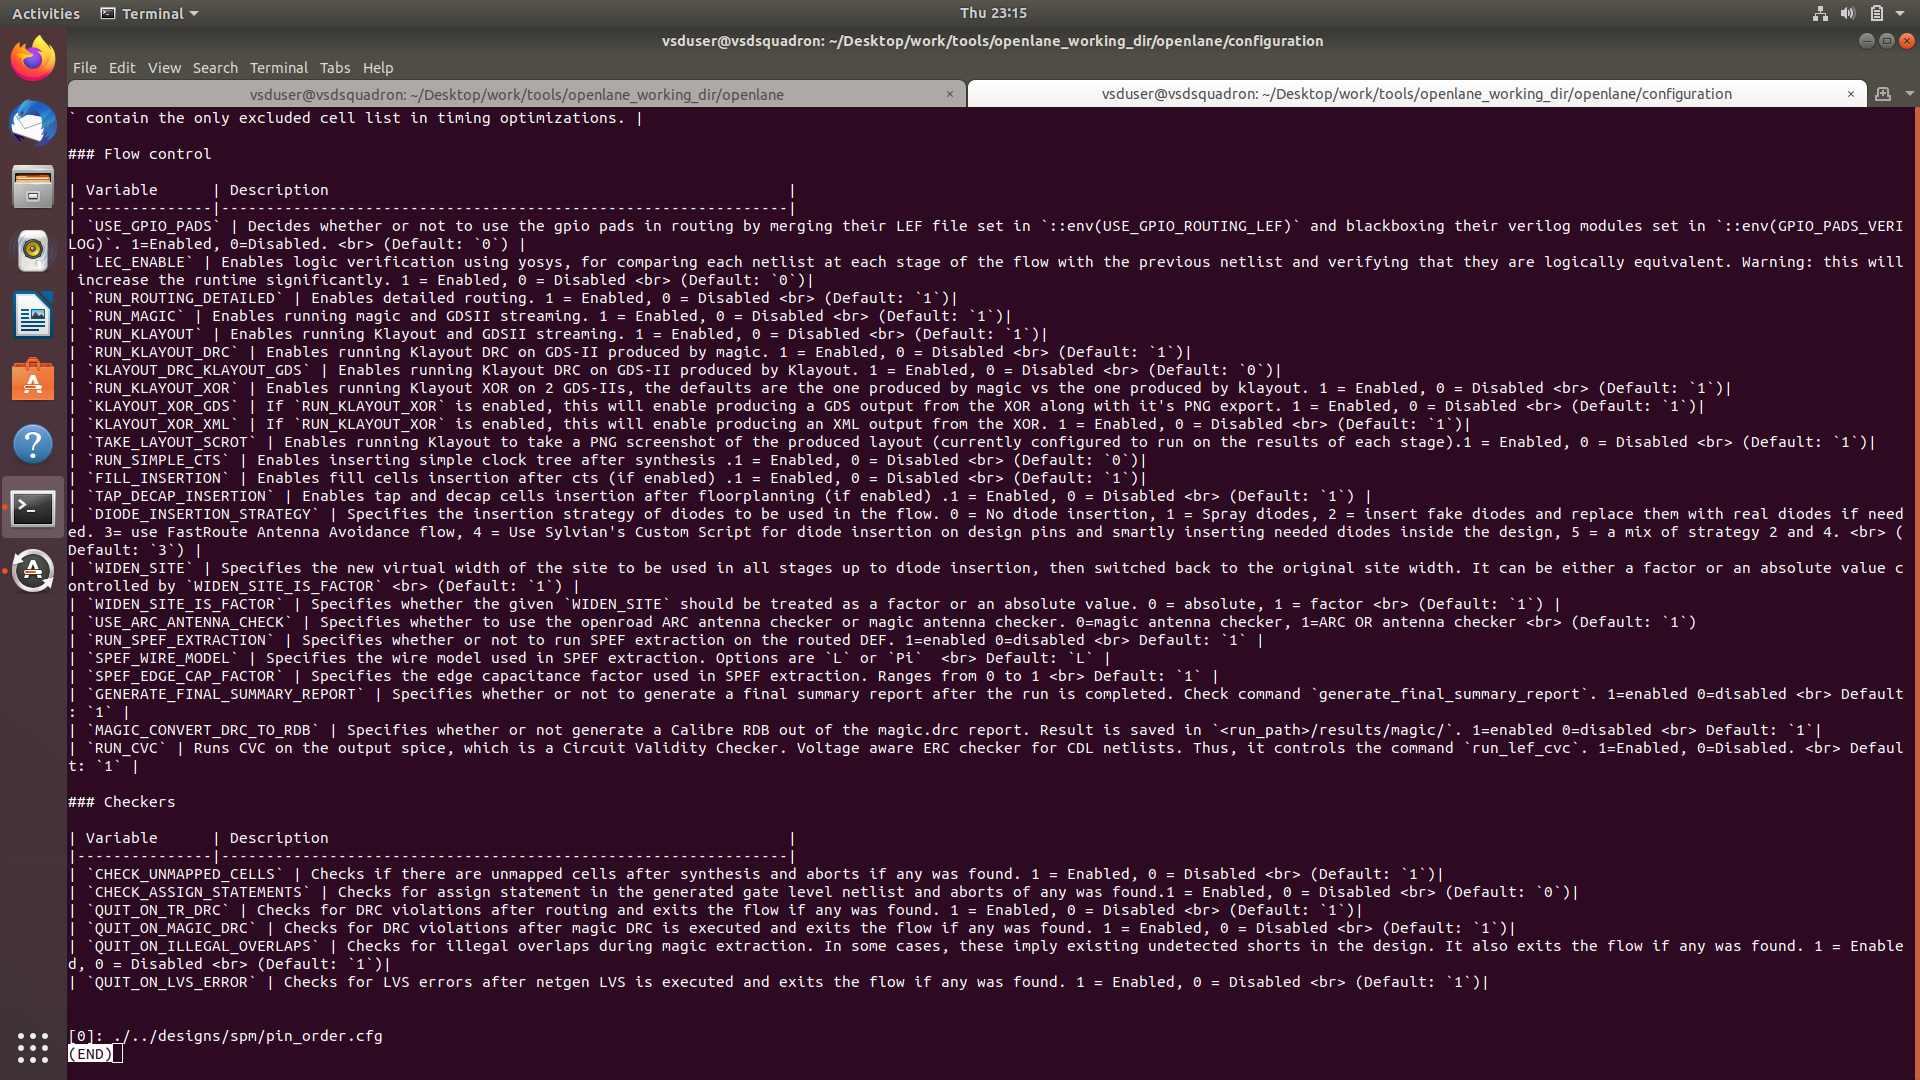 Activities
Terminal
Thu 23:15
vsduser@vsdsquadron: ~/Desktop/work/tools/openlane_working_dir/openlane/configuration
File Edit View Search Terminal Tabs Help
vsduser@vsdsquadron: ~/Desktop/work/tools/openlane_working_dir/openlane ×
vsduser@vsdsquadron: ~/Desktop/work/tools/openlane_working_dir/openlane/configuration ×
` contain the only excluded cell list in timing optimizations. |
### Flow control
| Variable      | Description                                                   |
|---------------|---------------------------------------------------------------|
| `USE_GPIO_PADS` | Decides whether or not to use the gpio pads in routing by merging their LEF file set in `::env(USE_GPIO_ROUTING_LEF)` and blackboxing their verilog modules set in `::env(GPIO_PADS_VERI
LOG)`. 1=Enabled, 0=Disabled. <br> (Default: `0`) |
| `LEC_ENABLE` | Enables logic verification using yosys, for comparing each netlist at each stage of the flow with the previous netlist and verifying that they are logically equivalent. Warning: this will
 increase the runtime significantly. 1 = Enabled, 0 = Disabled <br> (Default: `0`)|
| `RUN_ROUTING_DETAILED` | Enables detailed routing. 1 = Enabled, 0 = Disabled <br> (Default: `1`)|
| `RUN_MAGIC` | Enables running magic and GDSII streaming. 1 = Enabled, 0 = Disabled <br> (Default: `1`)|
| `RUN_KLAYOUT` | Enables running Klayout and GDSII streaming. 1 = Enabled, 0 = Disabled <br> (Default: `1`)|
| `RUN_KLAYOUT_DRC` | Enables running Klayout DRC on GDS-II produced by magic. 1 = Enabled, 0 = Disabled <br> (Default: `1`)|
| `KLAYOUT_DRC_KLAYOUT_GDS` | Enables running Klayout DRC on GDS-II produced by Klayout. 1 = Enabled, 0 = Disabled <br> (Default: `0`)|
| `RUN_KLAYOUT_XOR` | Enables running Klayout XOR on 2 GDS-IIs, the defaults are the one produced by magic vs the one produced by klayout. 1 = Enabled, 0 = Disabled <br> (Default: `1`)|
| `KLAYOUT_XOR_GDS` | If `RUN_KLAYOUT_XOR` is enabled, this will enable producing a GDS output from the XOR along with it's PNG export. 1 = Enabled, 0 = Disabled <br> (Default: `1`)|
| `KLAYOUT_XOR_XML` | If `RUN_KLAYOUT_XOR` is enabled, this will enable producing an XML output from the XOR. 1 = Enabled, 0 = Disabled <br> (Default: `1`)|
| `TAKE_LAYOUT_SCROT` | Enables running Klayout to take a PNG screenshot of the produced layout (currently configured to run on the results of each stage).1 = Enabled, 0 = Disabled <br> (Default: `1`)|
| `RUN_SIMPLE_CTS` | Enables inserting simple clock tree after synthesis .1 = Enabled, 0 = Disabled <br> (Default: `0`)|
| `FILL_INSERTION` | Enables fill cells insertion after cts (if enabled) .1 = Enabled, 0 = Disabled <br> (Default: `1`)|
| `TAP_DECAP_INSERTION` | Enables tap and decap cells insertion after floorplanning (if enabled) .1 = Enabled, 0 = Disabled <br> (Default: `1`) |
| `DIODE_INSERTION_STRATEGY` | Specifies the insertion strategy of diodes to be used in the flow. 0 = No diode insertion, 1 = Spray diodes, 2 = insert fake diodes and replace them with real diodes if need
ed. 3= use FastRoute Antenna Avoidance flow, 4 = Use Sylvian's Custom Script for diode insertion on design pins and smartly inserting needed diodes inside the design, 5 = a mix of strategy 2 and 4. <br> (
Default: `3`) |
| `WIDEN_SITE` | Specifies the new virtual width of the site to be used in all stages up to diode insertion, then switched back to the original site width. It can be either a factor or an absolute value c
ontrolled by `WIDEN_SITE_IS_FACTOR` <br> (Default: `1`) |
| `WIDEN_SITE_IS_FACTOR` | Specifies whether the given `WIDEN_SITE` should be treated as a factor or an absolute value. 0 = absolute, 1 = factor <br> (Default: `1`) |
| `USE_ARC_ANTENNA_CHECK` | Specifies whether to use the openroad ARC antenna checker or magic antenna checker. 0=magic antenna checker, 1=ARC OR antenna checker <br> (Default: `1`)
| `RUN_SPEF_EXTRACTION` | Specifies whether or not to run SPEF extraction on the routed DEF. 1=enabled 0=disabled <br> Default: `1` |
| `SPEF_WIRE_MODEL` | Specifies the wire model used in SPEF extraction. Options are `L` or `Pi`  <br> Default: `L` |
| `SPEF_EDGE_CAP_FACTOR` | Specifies the edge capacitance factor used in SPEF extraction. Ranges from 0 to 1 <br> Default: `1` |
| `GENERATE_FINAL_SUMMARY_REPORT` | Specifies whether or not to generate a final summary report after the run is completed. Check command `generate_final_summary_report`. 1=enabled 0=disabled <br> Default
: `1` |
| `MAGIC_CONVERT_DRC_TO_RDB` | Specifies whether or not generate a Calibre RDB out of the magic.drc report. Result is saved in `<run_path>/results/magic/`. 1=enabled 0=disabled <br> Default: `1`|
| `RUN_CVC` | Runs CVC on the output spice, which is a Circuit Validity Checker. Voltage aware ERC checker for CDL netlists. Thus, it controls the command `run_lef_cvc`. 1=Enabled, 0=Disabled. <br> Defaul
t: `1` |
### Checkers
| Variable      | Description                                                   |
|---------------|---------------------------------------------------------------|
| `CHECK_UNMAPPED_CELLS` | Checks if there are unmapped cells after synthesis and aborts if any was found. 1 = Enabled, 0 = Disabled <br> (Default: `1`)|
| `CHECK_ASSIGN_STATEMENTS` | Checks for assign statement in the generated gate level netlist and aborts of any was found.1 = Enabled, 0 = Disabled <br> (Default: `0`)|
| `QUIT_ON_TR_DRC` | Checks for DRC violations after routing and exits the flow if any was found. 1 = Enabled, 0 = Disabled <br> (Default: `1`)|
| `QUIT_ON_MAGIC_DRC` | Checks for DRC violations after magic DRC is executed and exits the flow if any was found. 1 = Enabled, 0 = Disabled <br> (Default: `1`)|
| `QUIT_ON_ILLEGAL_OVERLAPS` | Checks for illegal overlaps during magic extraction. In some cases, these imply existing undetected shorts in the design. It also exits the flow if any was found. 1 = Enable
d, 0 = Disabled <br> (Default: `1`)|
| `QUIT_ON_LVS_ERROR` | Checks for LVS errors after netgen LVS is executed and exits the flow if any was found. 1 = Enabled, 0 = Disabled <br> (Default: `1`)|
[0]: ./../designs/spm/pin_order.cfg
(END)